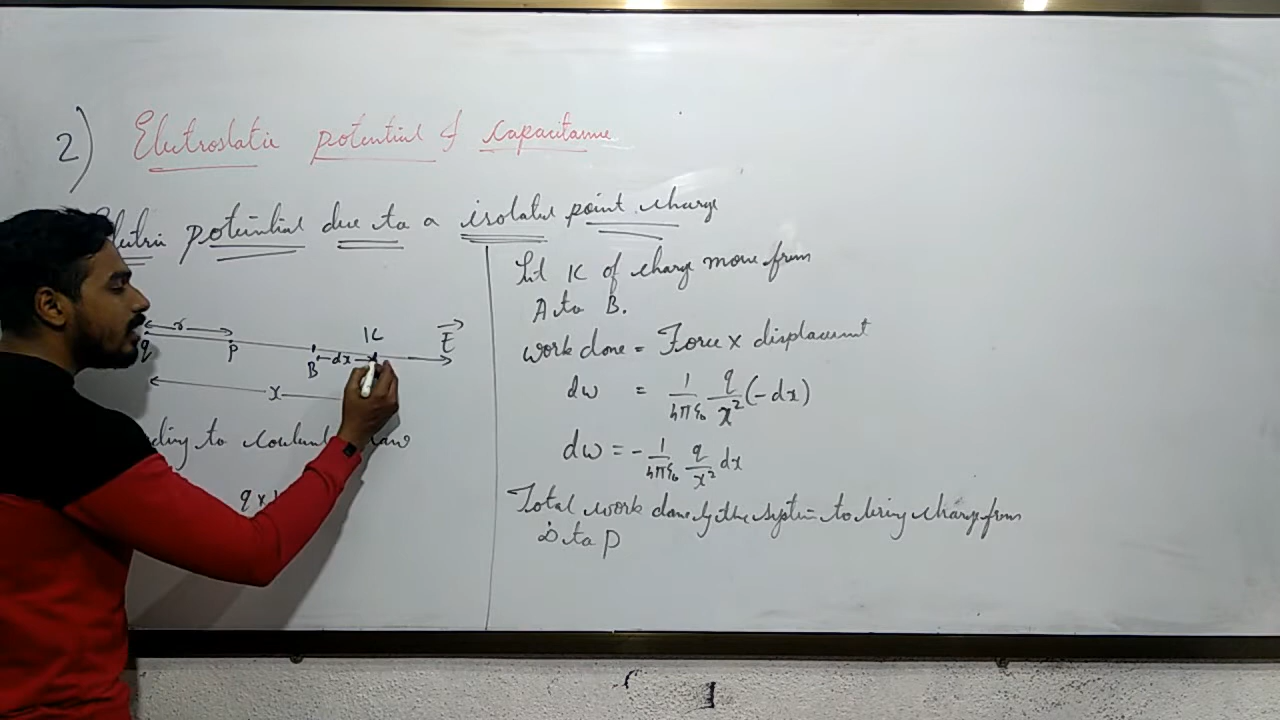 2) Electrostatic potential & capacitance
Electric potential due to a isolated point charge
r
q P B dx 1C E
x
ding to coulomb law
q x 1
Let 1C of charge move from
A to B.
work done = Force x displacement
dw = 1/4πε₀ q/x² (-dx)
dw = - 1/4πε₀ q/x² dx
Total work done by the system to bring charge from
to P